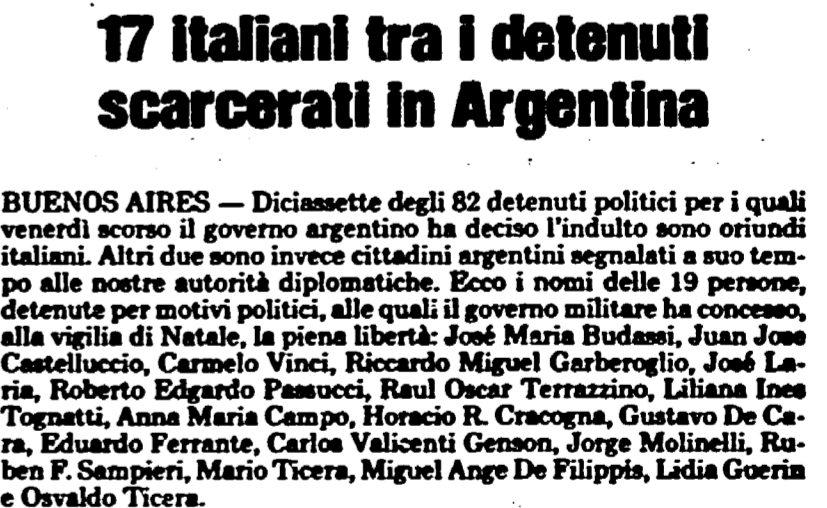 17 italiani tra i detenuti
scarcerati in Argentina
BUENOS AIRES — Diciassette degli 82 detenuti politici per i quali
venerdì scorso il governo argentino ha deciso l'indulto sono oriundi
italiani. Altri due sono invece cittadini argentini segnalati a suo tem-
po alle nostre autorità diplomatiche. Ecco i nomi delle 19 persone,
detenute per motivi politici, alle quali il governo militare ha concesso,
alla vigilia di Natale, la piena libertà: José Maria Budassi, Juan Jose
Castelluccio, Carmelo Vinci, Riccardo Miguel Garberoglio, José La-
ria, Roberto Edgardo Passucci, Raul Oscar Terrazzino, Liliana Ines
Tognatti, Anna Maria Campo, Horacio R. Cracogna, Gustavo De Ca-
ra, Eduardo Ferrante, Carlos Valicenti Genson, Jorge Molinelli, Ru-
ben F. Sampieri, Mario Ticera, Miguel Ange De Filippis, Lidia Guerin
e Osvaldo Ticera.